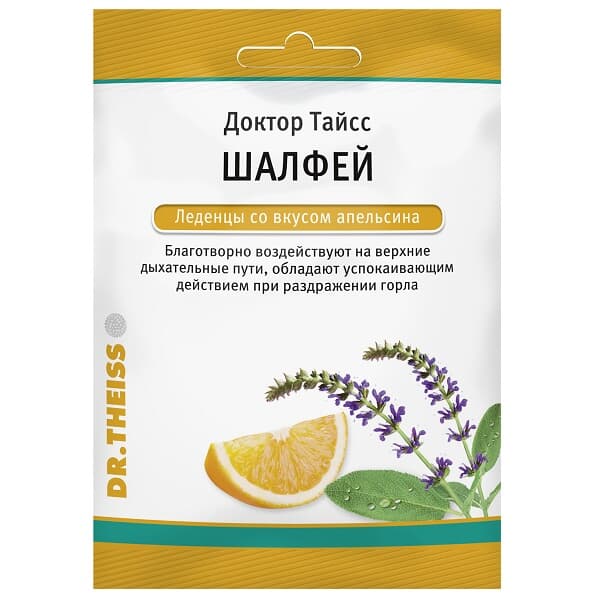 Доктор Тайсс
ШАЛФЕЙ
Леденцы со вкусом апельсина
Благотворно воздействуют на верхние
дыхательные пути, обладают успокаивающим
действием при раздражении горла
DR.THEISS